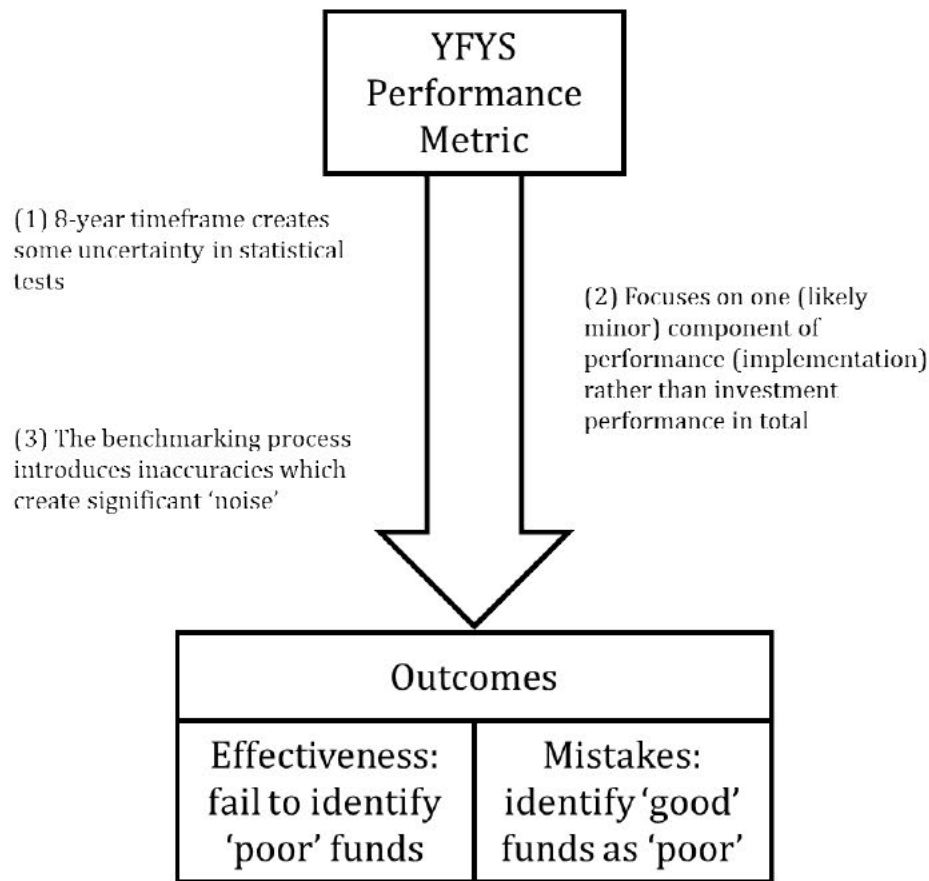 YFYS
Performance
Metric
(1) 8-year timeframe creates
some uncertainty in statistical
tests
(2) Focuses on one (likely
minor) component of
performance (implementation)
rather than investment
performance in total
(3) The benchmarking process
introduces inaccuracies which
create significant ‘noise’
Outcomes
Effectiveness:
fail to identify
‘poor’ funds
Mistakes:
identify ‘good’
funds as ‘poor’